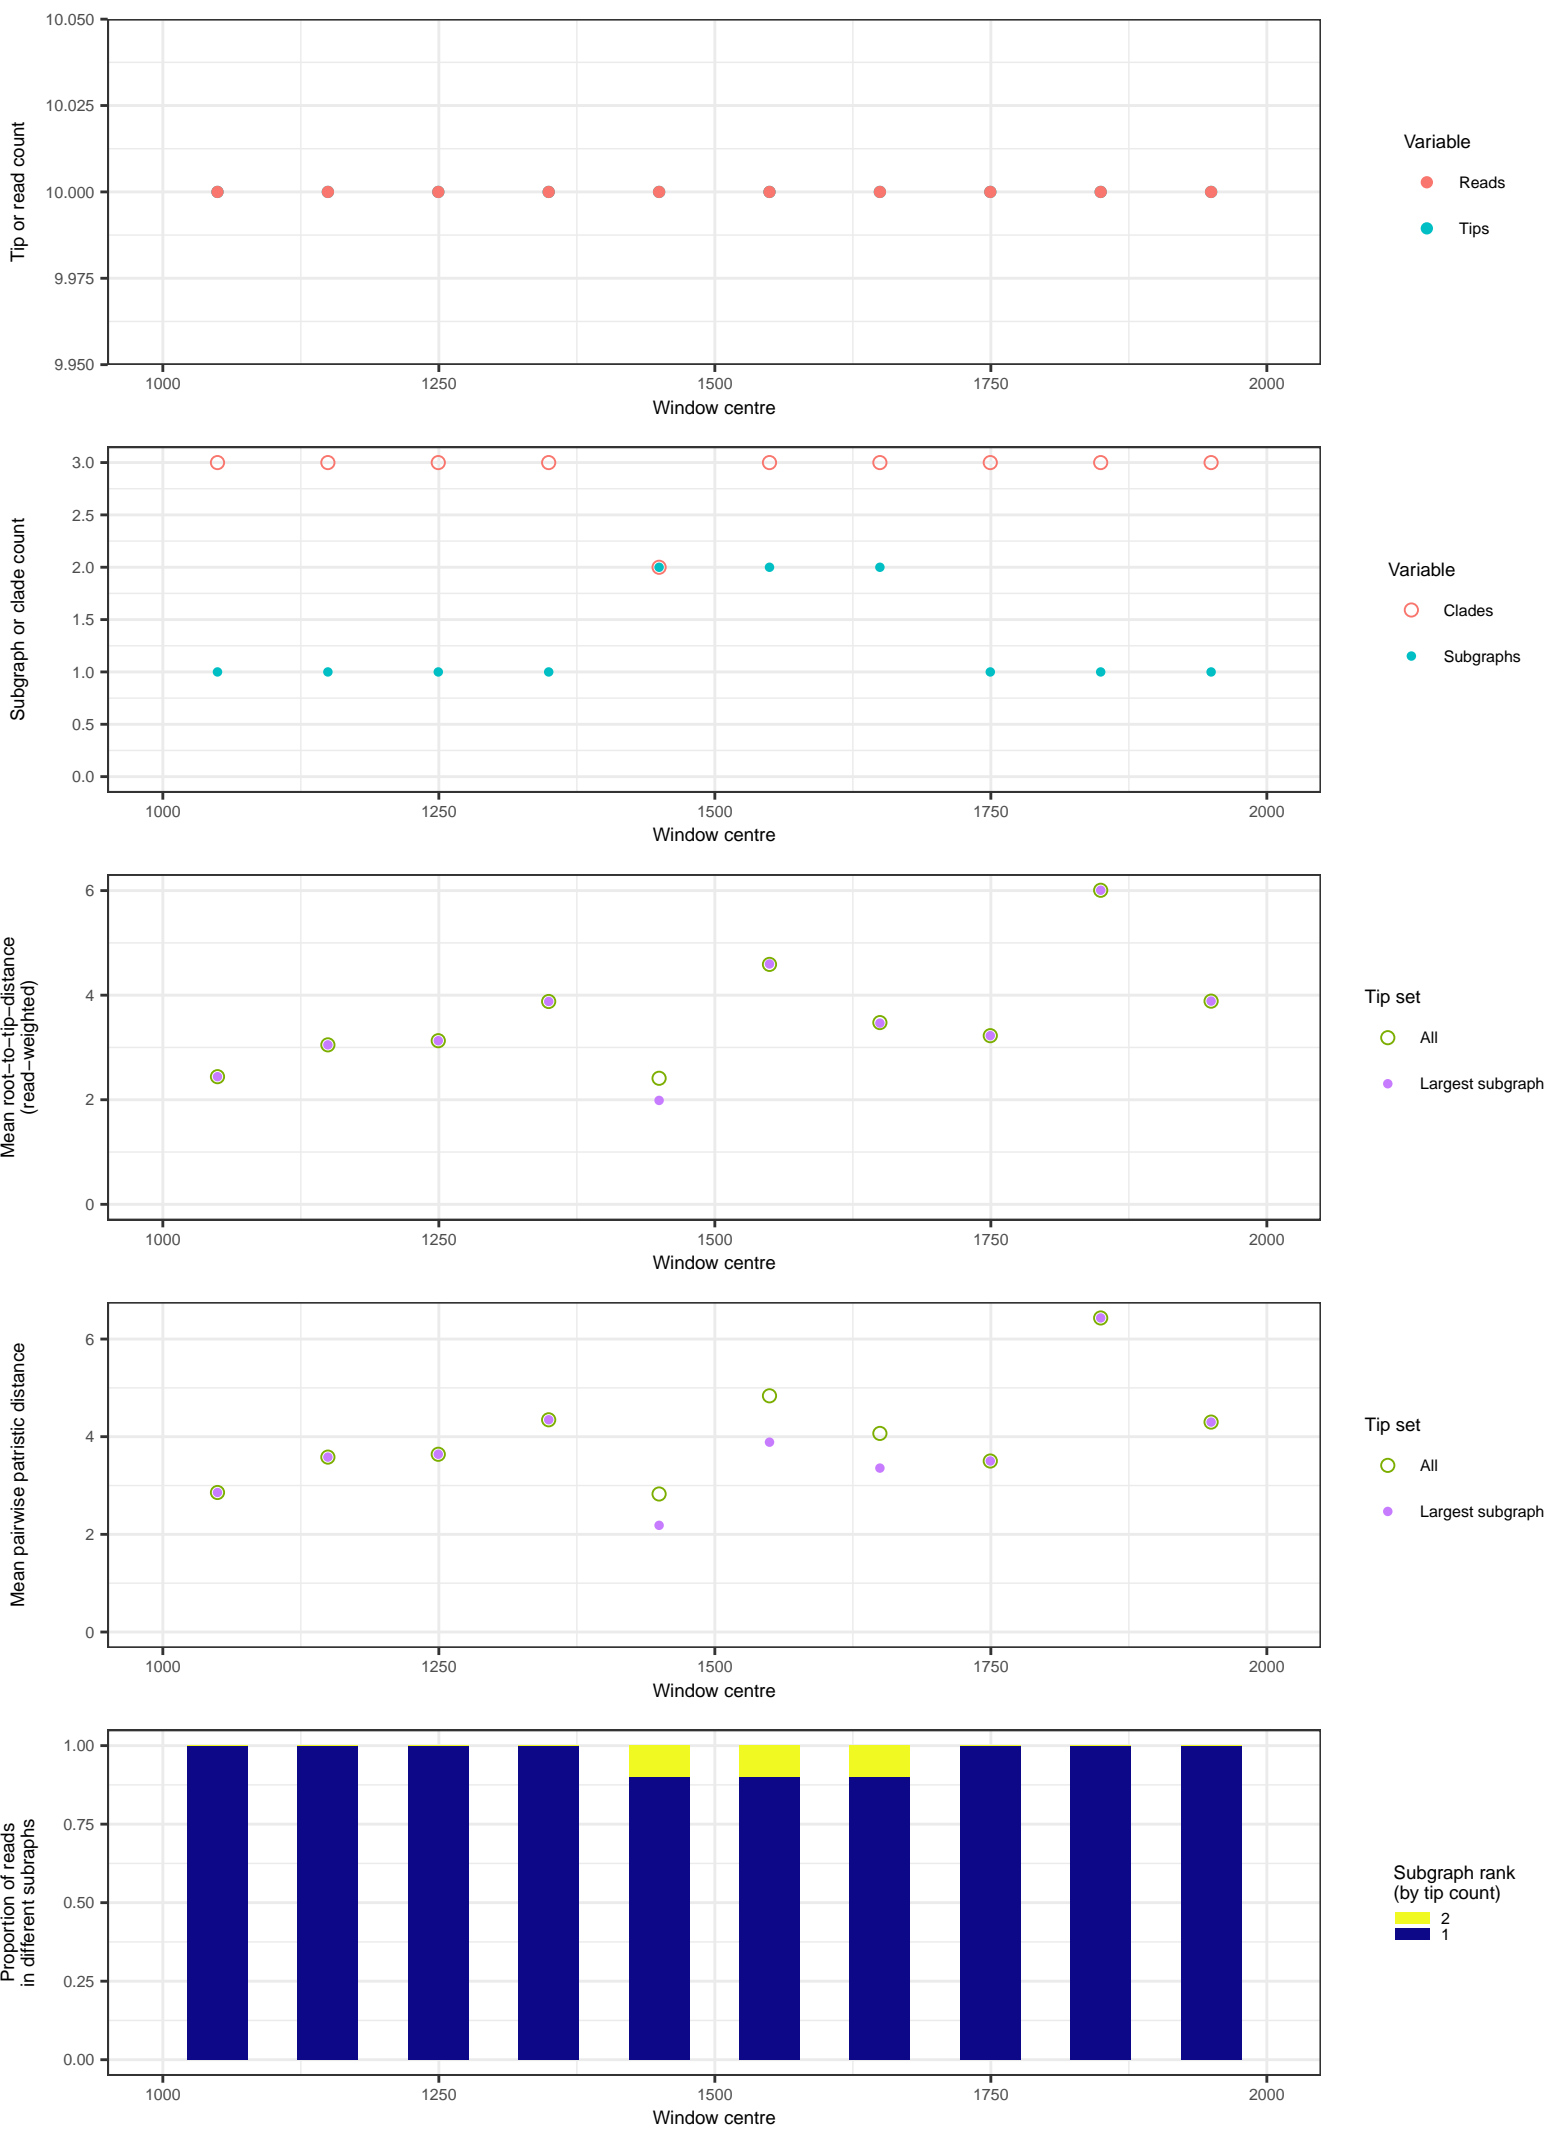 10.050
10.025
10.000
9.975
9.950
Tip or read count
1000 1250 1500 1750 2000
Window centre
Variable
Reads
Tips
3.0
2.5
2.0
1.5
1.0
0.5
0.0
Subgraph or clade count
1000 1250 1500 1750 2000
Window centre
Variable
Clades
Subgraphs
6
4
2
0
Mean root−to−tip−distance
(read−weighted)
1000 1250 1500 1750 2000
Window centre
Tip set
All
Largest subgraph
6
4
2
0
Mean pairwise patristic distance
1000 1250 1500 1750 2000
Window centre
Tip set
All
Largest subgraph
1.00
0.75
0.50
0.25
0.00
Proportion of reads
in different subraphs
1000 1250 1500 1750 2000
Window centre
Subgraph rank
(by tip count)
2
1